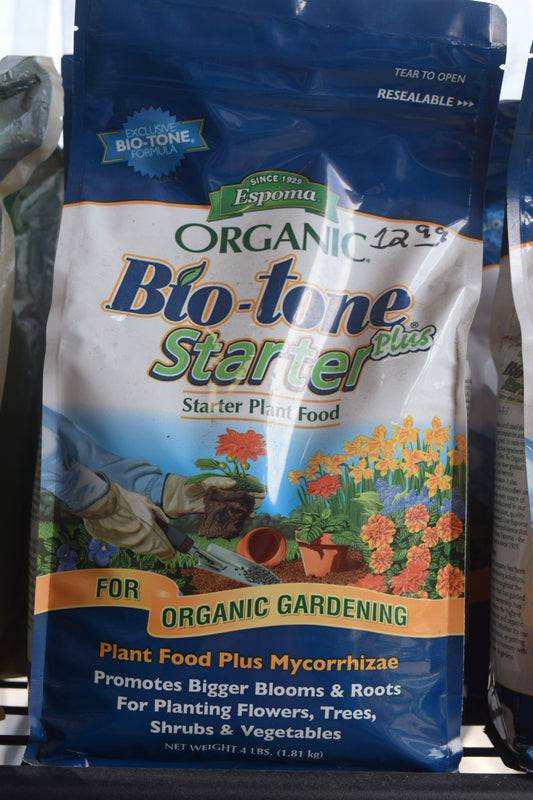 TEAR TO OPEN
RESEALABLE >>>
EXCLUSIVE
BIO-TONE®
FORMULA
SINCE 1929
Espoma
ORGANIC® 12 99
Bio-tone
Starter Plus®
Starter Plant Food
FOR ORGANIC GARDENING
Plant Food Plus Mycorrhizae
Promotes Bigger Blooms & Roots
For Planting Flowers, Trees,
Shrubs & Vegetables
NET WEIGHT 4 LBS. (1.81 kg)